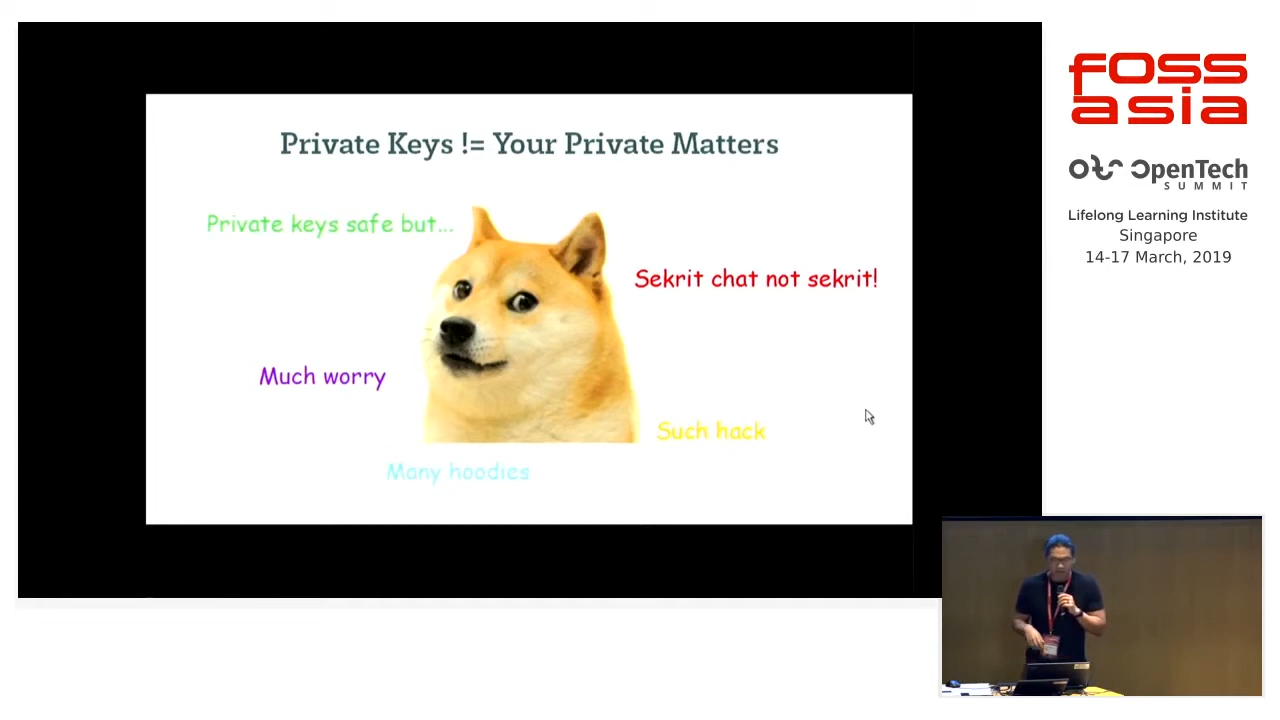 Private Keys != Your Private Matters
Private keys safe but...
Sekrit chat not sekrit!
Much worry
Such hack
Many hoodies
fOSS
asia
OpenTech
SUMMIT
Lifelong Learning Institute
Singapore
14-17 March, 2019